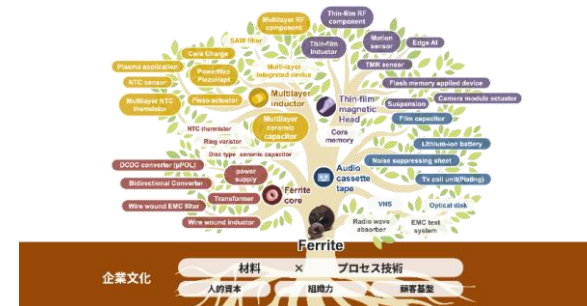 Multilayer RF
component
Thin-film RF
component
SAW filter
Motion
sensor
Edge AI
Cera Charge
Thin-film
Inductor
Plasma application
TMR sensor
Multilayer
integrated device
PowerHap
PiezoHapt
NTC sensor
Flash memory applied device
Multilayer NTC
thermistor
Piezo actuator
Multilayer
inductor
Thin-film
magnetic
Head
Suspension
Camera module actuator
Film capacitor
Multilayer
ceramic
capacitor
NTC thermistor
Core
memory
Ring varistor
Lithium-ion battery
Disc type ceramic capacitor
Noise suppressing sheet
DCDC converter (μPOL)
power
supply
Audio
cassette
tape
Tx coil unit(Plating)
Bidirectional Converter
Ferrite
core
Transformer
VHS
Optical disk
Wire wound EMC filter
Radio wave
absorber
EMC test
system
Wire wound inductor
Ferrite
企業文化
材料 × プロセス技術
人的資本
組織力
顧客基盤